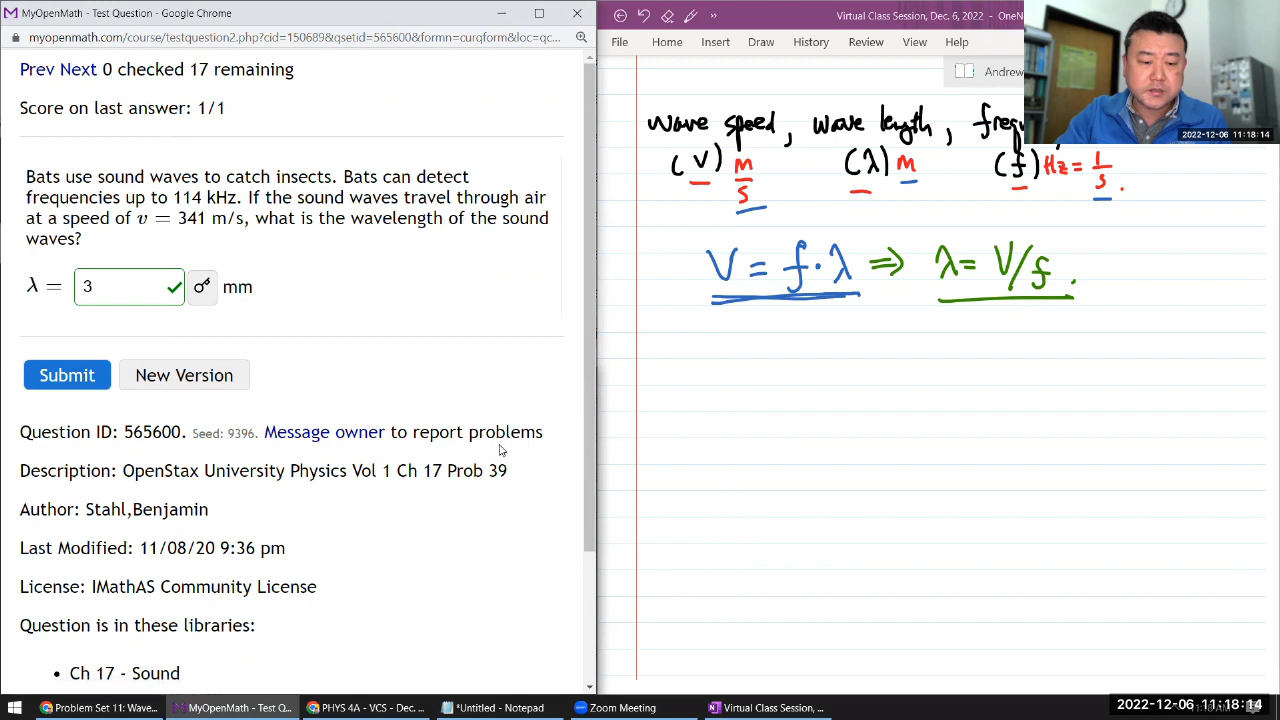 MyOpenMath - Test Question - Google Chrome
myopenmath.com/course/testquestion2.php?cid=150689&qsetid=565600&formn=curqform&loc=qc...
Prev Next 0 checked 17 remaining
Score on last answer: 1/1
Bats use sound waves to catch insects. Bats can detect
frequencies up to 114 kHz. If the sound waves travel through air
at a speed of v = 341 m/s, what is the wavelength of the sound
waves?
λ = 3 mm
Submit New Version
Question ID: 565600. Seed: 9396. Message owner to report problems
Description: OpenStax University Physics Vol 1 Ch 17 Prob 39
Author: Stahl,Benjamin
Last Modified: 11/08/20 9:36 pm
License: IMathAS Community License
Question is in these libraries:
• Ch 17 - Sound
Virtual Class Session, Dec. 6, 2022 - OneN
File Home Insert Draw History Review View Help
Andrew
2022-12-06 11:18:14
wave speed, wave length, freq
(v) m/s (λ) m (f) Hz = 1/s.
V = f·λ ⇒ λ = V/f.
Problem Set 11: Wave... MyOpenMath - Test Q... PHYS 4A - VCS - Dec. ... *Untitled - Notepad Zoom Meeting Virtual Class Session,... 2022-12-06 11:18:14